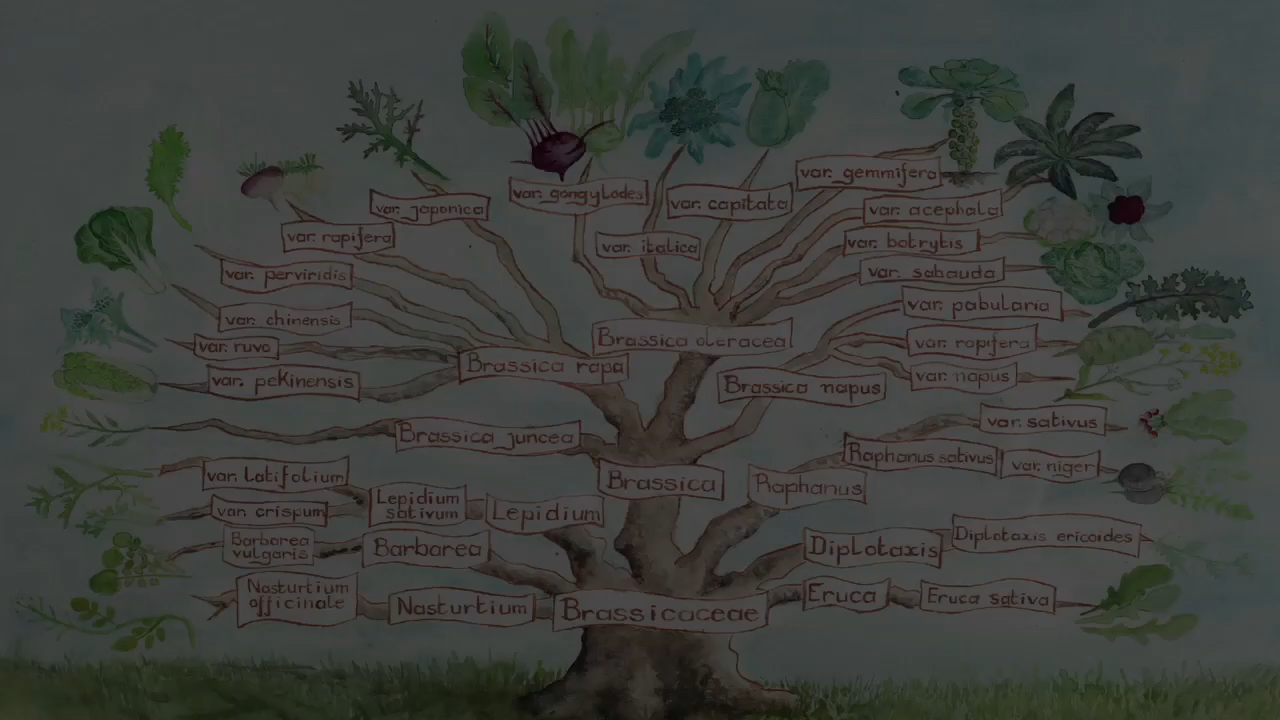 var. gemmifera
var. gongylodes
var. capitata
var. japonica
var. acephala
var. rapifera
var. italica
var. botrytis
var. perviridis
var. sabauda
var. pabularia
var. chinensis
Brassica oleracea
var. rapifera
var. ruvo
Brassica rapa
var. napus
var. pekinensis
Brassica napus
var. sativus
Brassica juncea
Raphanus sativus
var. niger
var. latifolium
Brassica
Raphanus
Lepidium
sativum
Lepidium
var. crispum
Diplotaxis ericoides
Barbarea
vulgaris
Barbarea
Diplotaxis
Nasturtium
officinale
Nasturtium
Brassicaceae
Eruca
Eruca sativa